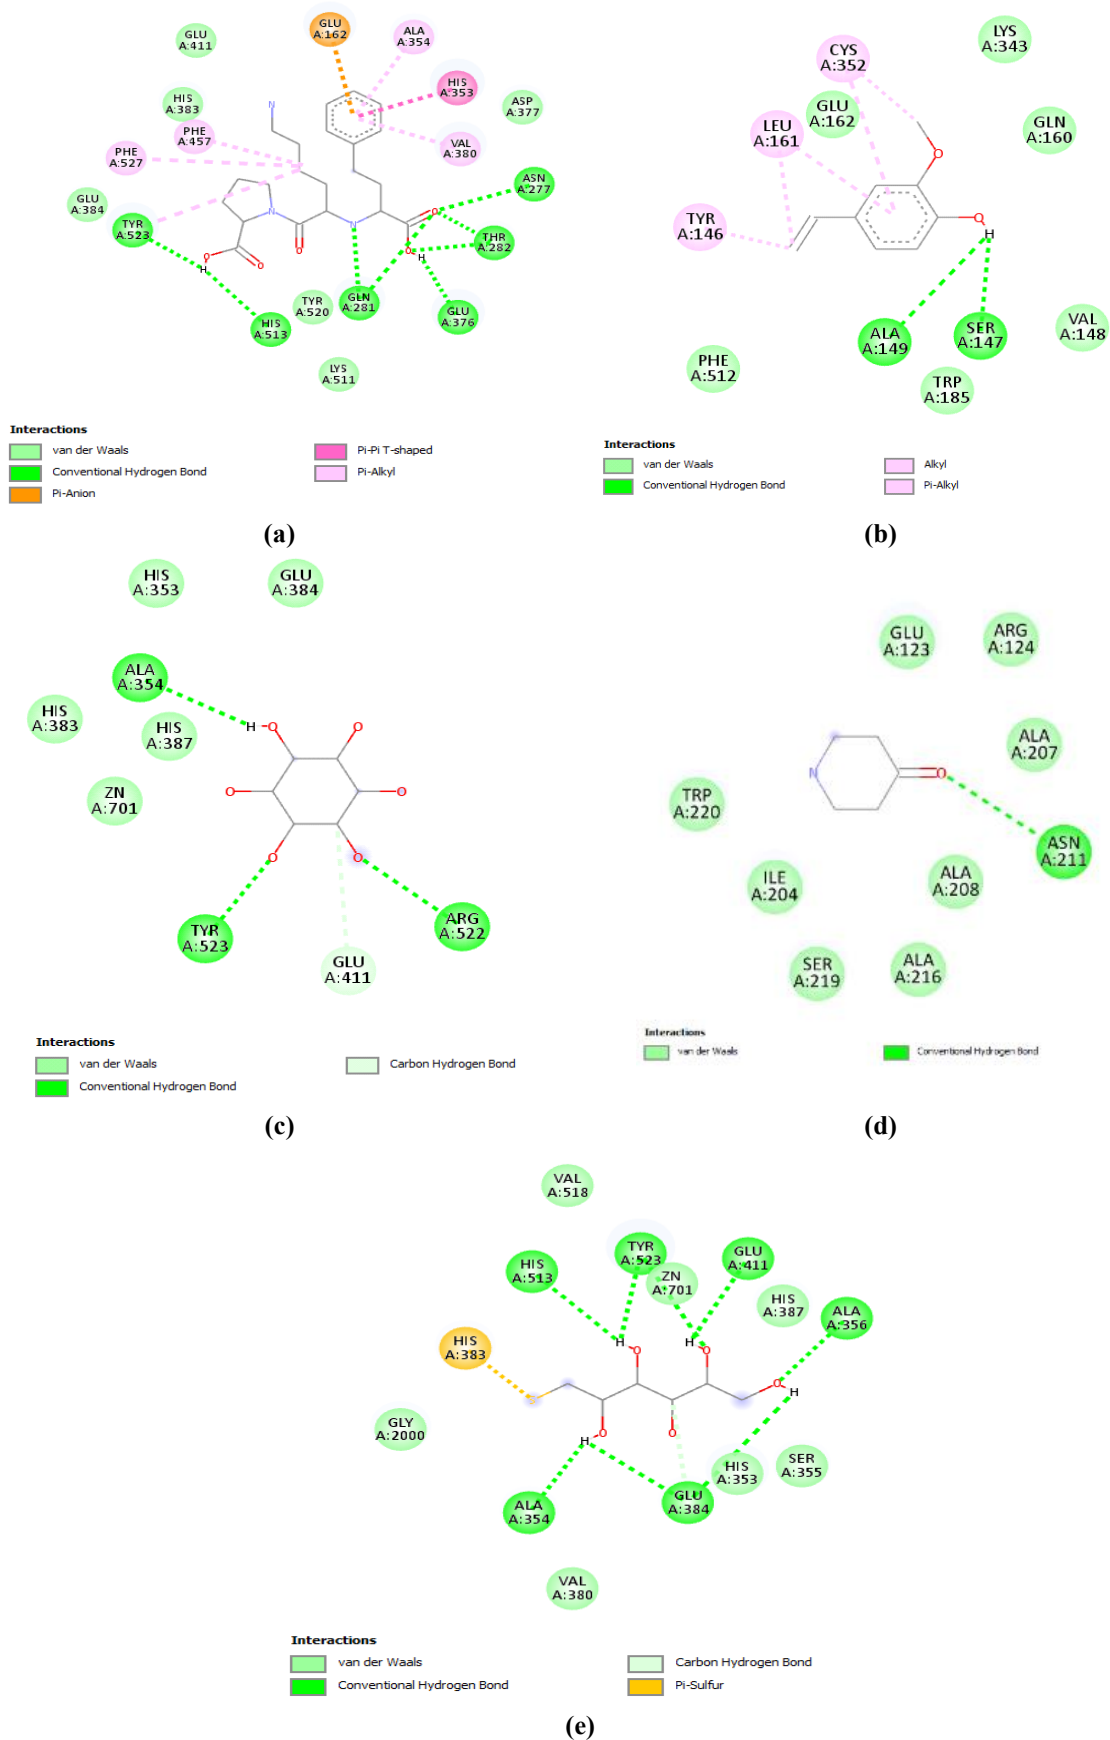 GLU
A:411
GLU
A:162
ALA
A:354
HIS
A:353
ASP
A:377
HIS
A:383
PHE
A:457
PHE
A:527
VAL
A:380
ASN
A:277
GLU
A:384
TYR
A:523
THR
A:282
N
N
N
O
O
O
H
O
O
O
H
TYR
A:520
GLN
A:281
GLU
A:376
HIS
A:513
LYS
A:511
Interactions
van der Waals
Conventional Hydrogen Bond
Pi-Anion
Pi-Pi T-shaped
Pi-Alkyl
(a)
CYS
A:352
LYS
A:343
GLU
A:162
LEU
A:161
GLN
A:160
TYR
A:146
O
O
H
ALA
A:149
SER
A:147
VAL
A:148
PHE
A:512
TRP
A:185
Interactions
van der Waals
Conventional Hydrogen Bond
Alkyl
Pi-Alkyl
(b)
HIS
A:353
GLU
A:384
ALA
A:354
HIS
A:383
HIS
A:387
ZN
A:701
H
O
O
O
O
O
O
TYR
A:523
ARG
A:522
GLU
A:411
Interactions
van der Waals
Conventional Hydrogen Bond
Carbon Hydrogen Bond
(c)
GLU
A:123
ARG
A:124
ALA
A:207
N
O
TRP
A:220
ASN
A:211
ILE
A:204
ALA
A:208
SER
A:219
ALA
A:216
Interactions
van der Waals
Conventional Hydrogen Bond
(d)
VAL
A:518
TYR
A:523
GLU
A:411
HIS
A:513
ZN
A:701
HIS
A:387
ALA
A:356
HIS
A:383
H
O
H
O
O
H
S
H
O
O
GLY
A:2000
HIS
A:353
SER
A:355
ALA
A:354
GLU
A:384
VAL
A:380
Interactions
van der Waals
Conventional Hydrogen Bond
Carbon Hydrogen Bond
Pi-Sulfur
(e)